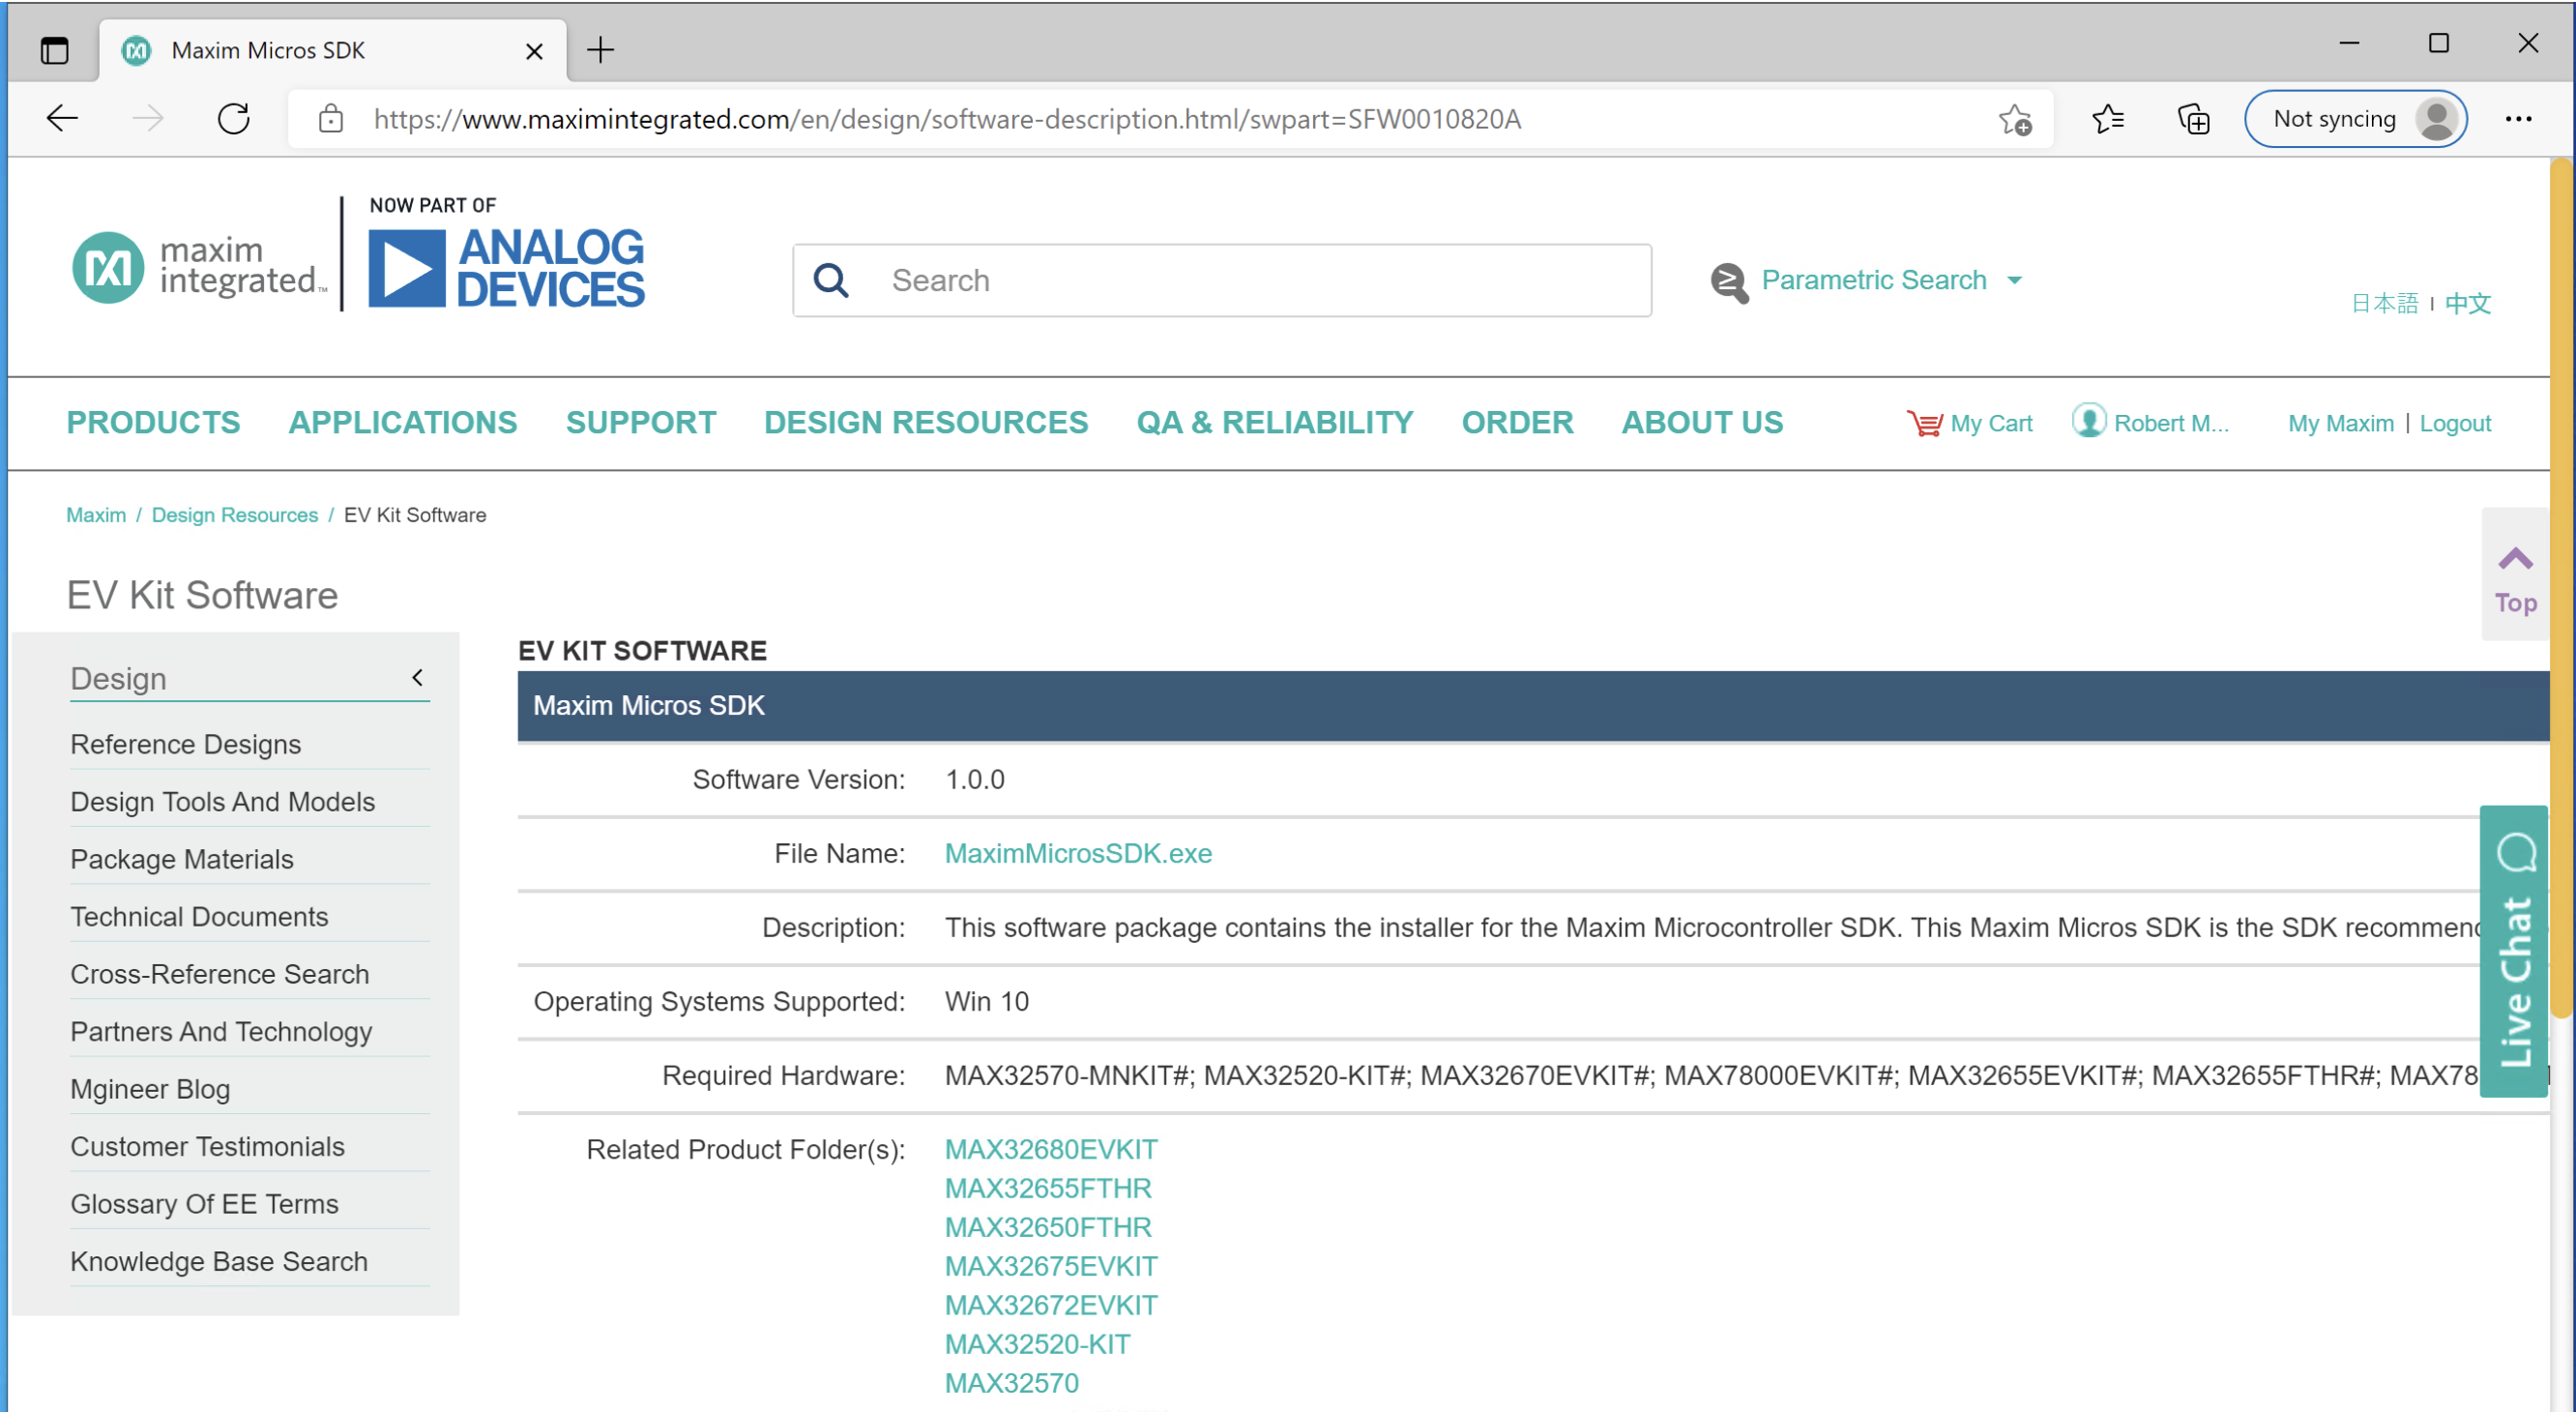 Maxim Micros SDK
https://www.maximintegrated.com/en/design/software-description.html/swpart=SFW0010820A
Not syncing
maxim integrated™
NOW PART OF
ANALOG DEVICES
Search
Parametric Search
日本語 | 中文
PRODUCTS APPLICATIONS SUPPORT DESIGN RESOURCES QA & RELIABILITY ORDER ABOUT US My Cart Robert M... My Maxim | Logout
Maxim / Design Resources / EV Kit Software
Top
EV Kit Software
Design
Reference Designs
Design Tools And Models
Package Materials
Technical Documents
Cross-Reference Search
Partners And Technology
Mgineer Blog
Customer Testimonials
Glossary Of EE Terms
Knowledge Base Search
EV KIT SOFTWARE
Maxim Micros SDK
Software Version: 1.0.0
File Name: MaximMicrosSDK.exe
Description: This software package contains the installer for the Maxim Microcontroller SDK. This Maxim Micros SDK is the SDK recommend
Operating Systems Supported: Win 10
Required Hardware: MAX32570-MNKIT#; MAX32520-KIT#; MAX32670EVKIT#; MAX78000EVKIT#; MAX32655EVKIT#; MAX32655FTHR#; MAX78
Related Product Folder(s): MAX32680EVKIT
MAX32655FTHR
MAX32650FTHR
MAX32675EVKIT
MAX32672EVKIT
MAX32520-KIT
MAX32570
Live Chat